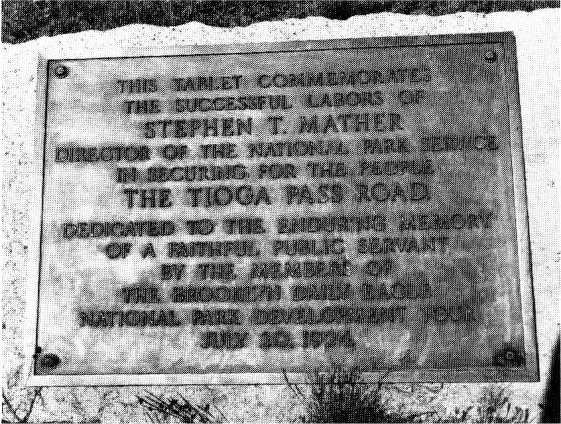 THIS TABLET COMMEMORATES
THE SUCCESSFUL LABORS OF
STEPHEN T. MATHER
DIRECTOR OF THE NATIONAL PARK SERVICE
IN SECURING FOR THE PEOPLE
THE TIOGA PASS ROAD.
DEDICATED TO THE ENDURING MEMORY
OF A FAITHFUL PUBLIC SERVANT
BY THE MEMBERS OF
THE BROOKLYN DAILY EAGLE
NATIONAL PARK DEVELOPMENT TOUR
JULY 20, 1924.